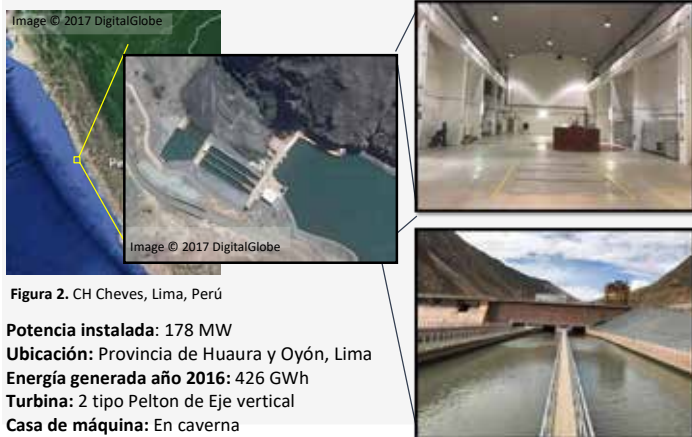 Image © 2017 DigitalGlobe
Image © 2017 DigitalGlobe
Figura 2. CH Cheves, Lima, Perú
Potencia instalada: 178 MW
Ubicación: Provincia de Huaura y Oyón, Lima
Energía generada año 2016: 426 GWh
Turbina: 2 tipo Pelton de Eje vertical
Casa de máquina: En caverna